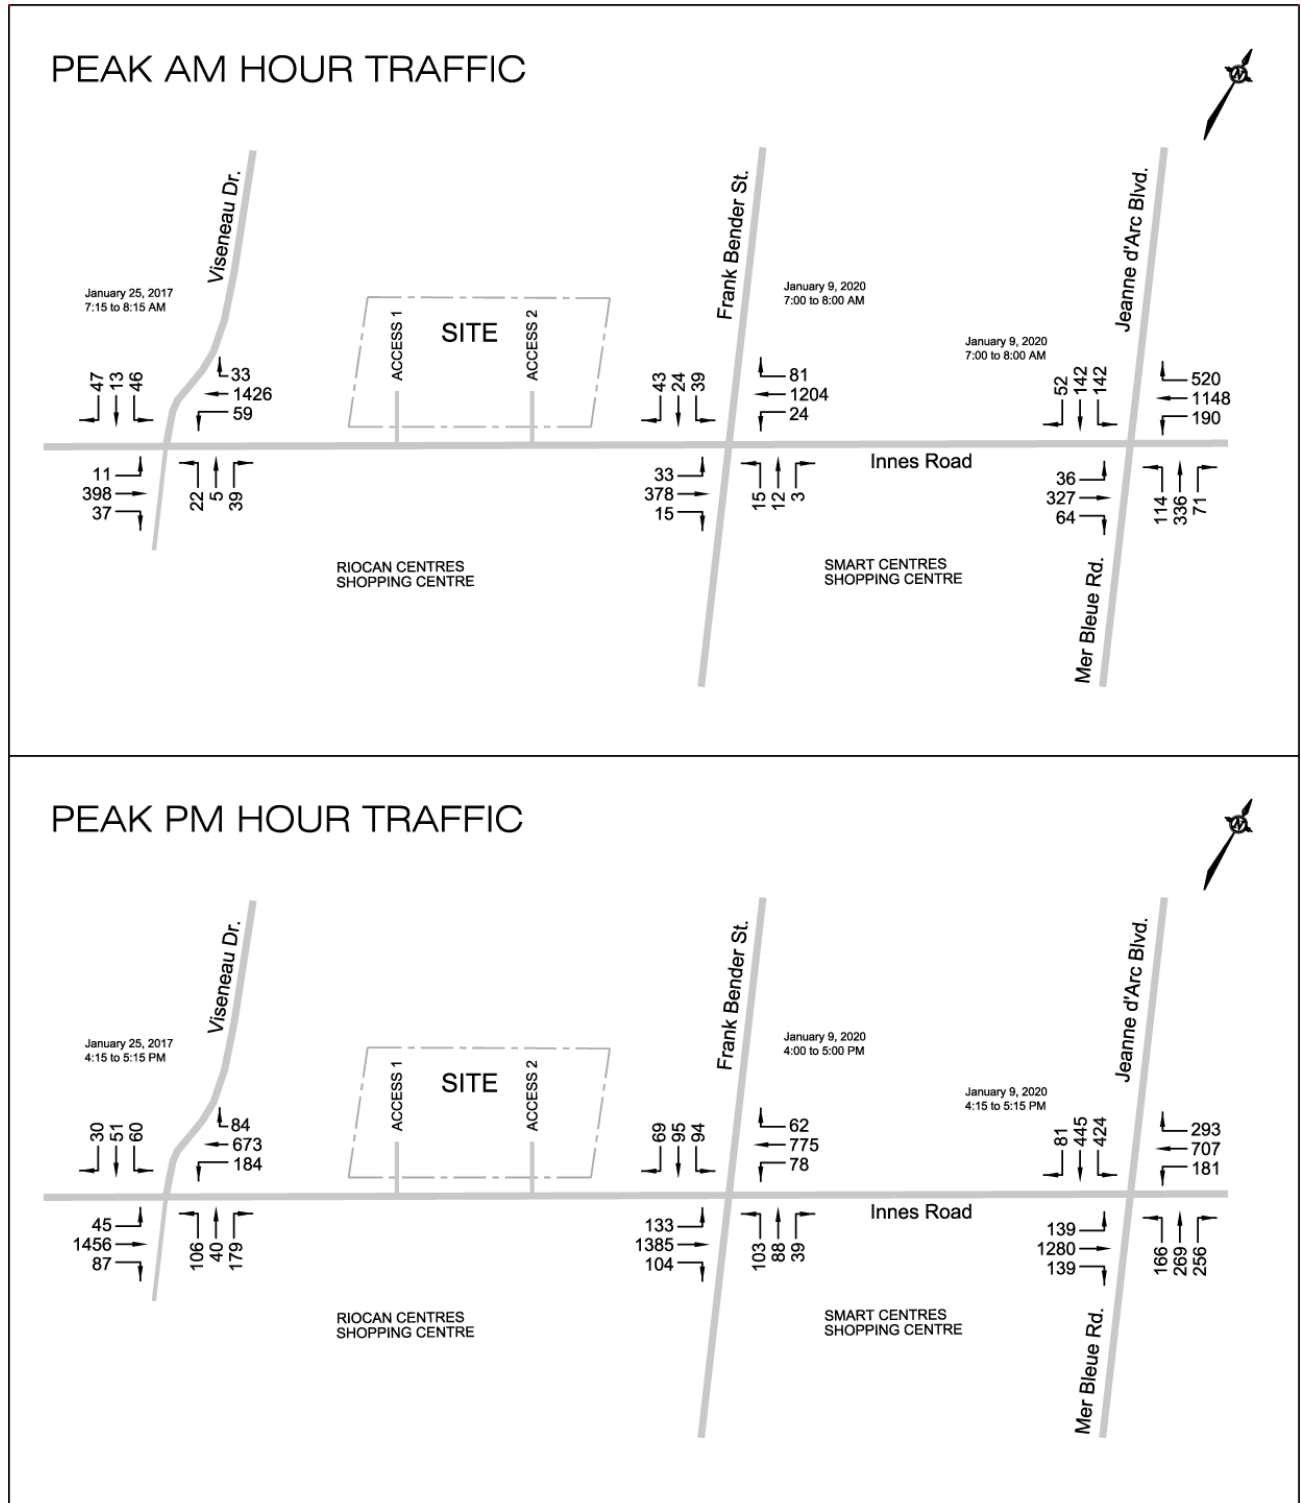 PEAK AM HOUR TRAFFIC
N
Viseneau Dr.
Frank Bender St.
Jeanne d'Arc Blvd.
January 25, 2017
7:15 to 8:15 AM
January 9, 2020
7:00 to 8:00 AM
January 9, 2020
7:00 to 8:00 AM
ACCESS 1
SITE
ACCESS 2
47
13
46
33
1426
59
43
24
39
81
1204
24
52
142
142
520
1148
190
Innes Road
11
398
37
22
5
39
33
378
15
15
12
3
36
327
64
114
336
71
RIOCAN CENTRES
SHOPPING CENTRE
SMART CENTRES
SHOPPING CENTRE
Mer Bleue Rd.
PEAK PM HOUR TRAFFIC
N
Viseneau Dr.
Frank Bender St.
Jeanne d'Arc Blvd.
January 25, 2017
4:15 to 5:15 PM
January 9, 2020
4:00 to 5:00 PM
January 9, 2020
4:15 to 5:15 PM
ACCESS 1
SITE
ACCESS 2
30
51
60
84
673
184
69
95
94
62
775
78
81
445
424
293
707
181
Innes Road
45
1456
87
106
40
179
133
1385
104
103
88
39
139
1280
139
166
269
256
RIOCAN CENTRES
SHOPPING CENTRE
SMART CENTRES
SHOPPING CENTRE
Mer Bleue Rd.